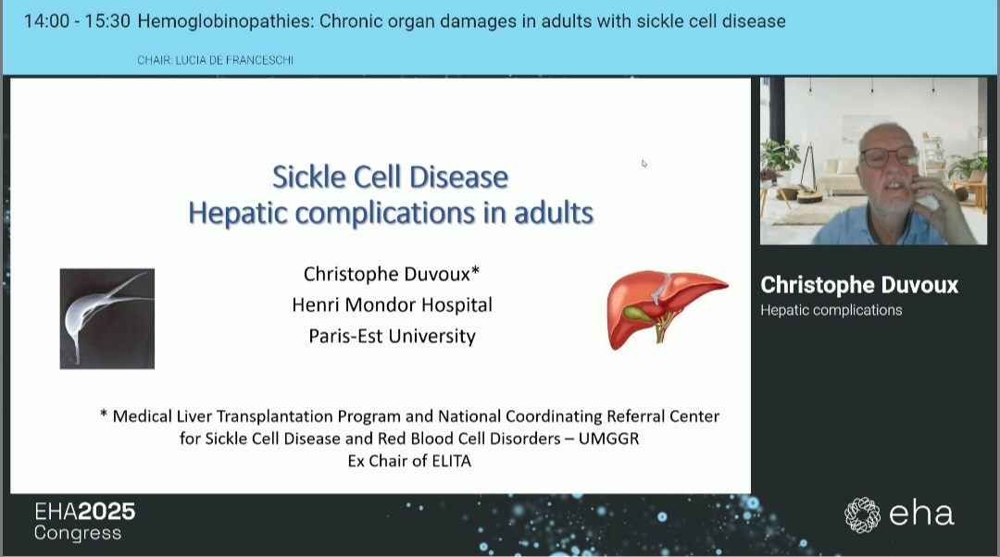 14:00 - 15:30 Hemoglobinopathies: Chronic organ damages in adults with sickle cell disease
CHAIR: LUCIA DE FRANCESCHI
Sickle Cell Disease
Hepatic complications in adults
Christophe Duvoux*
Henri Mondor Hospital
Paris-Est University
* Medical Liver Transplantation Program and National Coordinating Referral Center
for Sickle Cell Disease and Red Blood Cell Disorders – UMGGR
Ex Chair of ELITA
Christophe Duvoux
Hepatic complications
EHA2025
Congress
eha